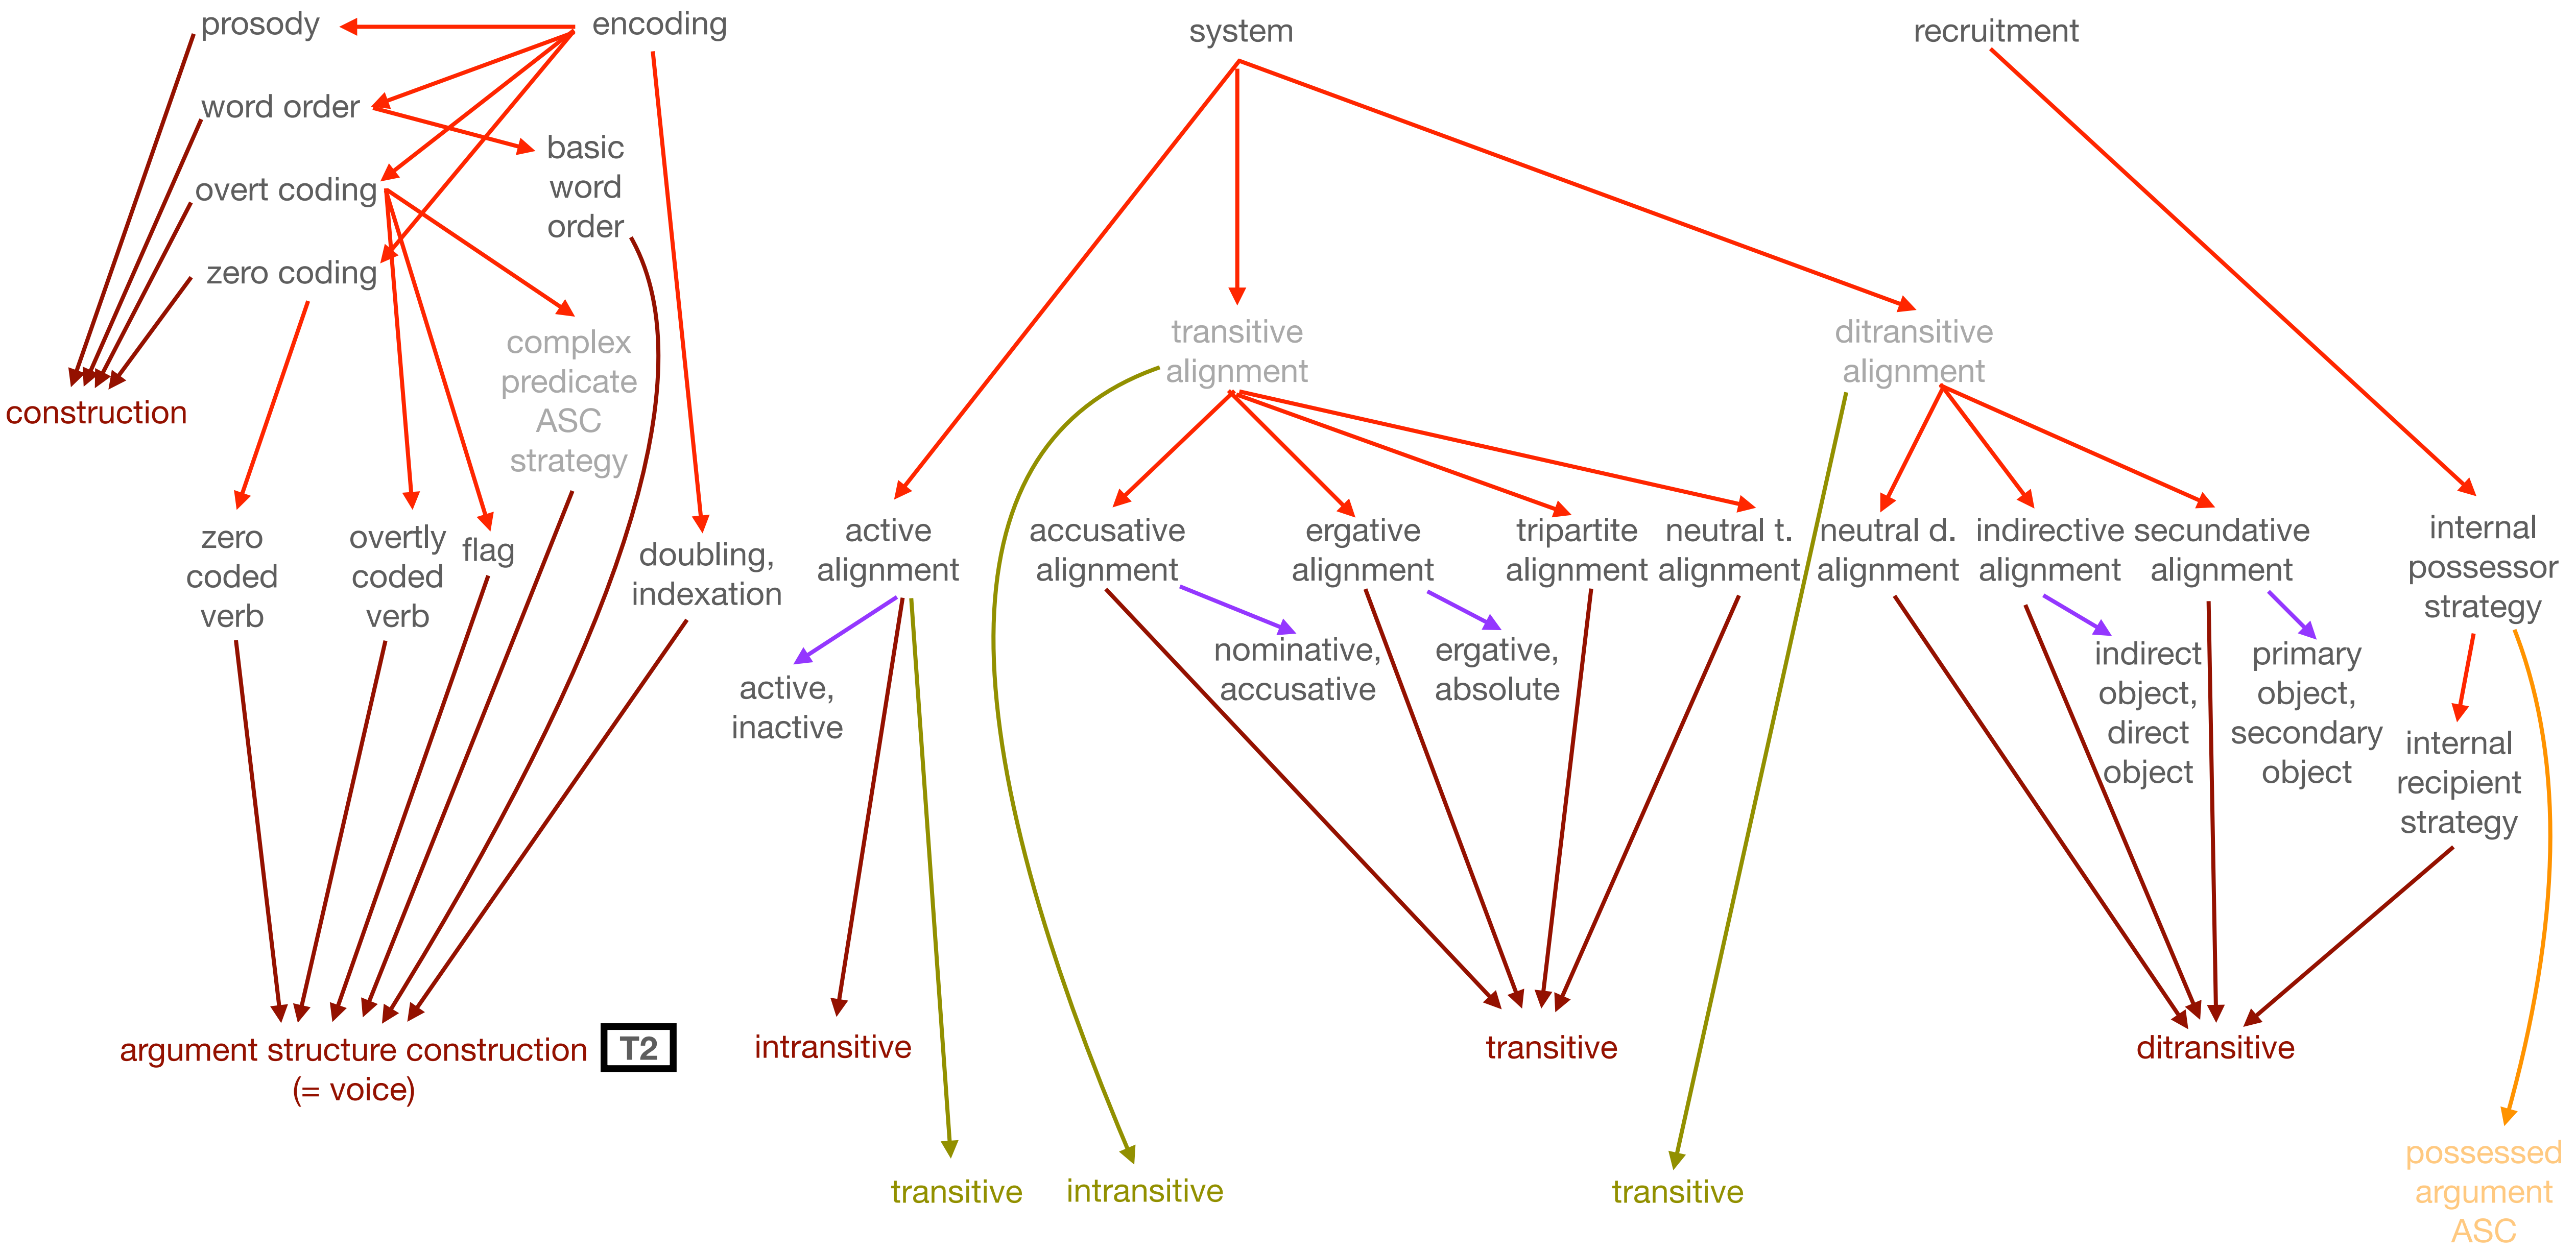 prosody
encoding
system
recruitment
word order
basic
word
order
overt coding
zero coding
complex
predicate
ASC
strategy
transitive
alignment
ditransitive
alignment
construction
zero
coded
verb
overtly
coded
verb
flag
doubling,
indexation
active
alignment
accusative
alignment
ergative
alignment
tripartite
alignment
neutral t.
alignment
neutral d.
alignment
indirective
alignment
secundative
alignment
internal
possessor
strategy
active,
inactive
nominative,
accusative
ergative,
absolute
indirect
object,
direct
object
primary
object,
secondary
object
internal
recipient
strategy
argument structure construction
(= voice)
T2
intransitive
transitive
ditransitive
transitive
intransitive
transitive
possessed
argument
ASC